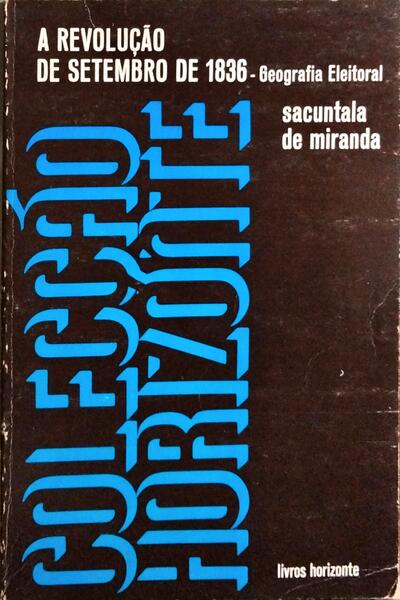 A REVOLUÇÃO
DE SETEMBRO DE 1836 - Geografia Eleitoral
sacuntala
de miranda
COLECÇÃO
HORIZONTE
livros horizonte